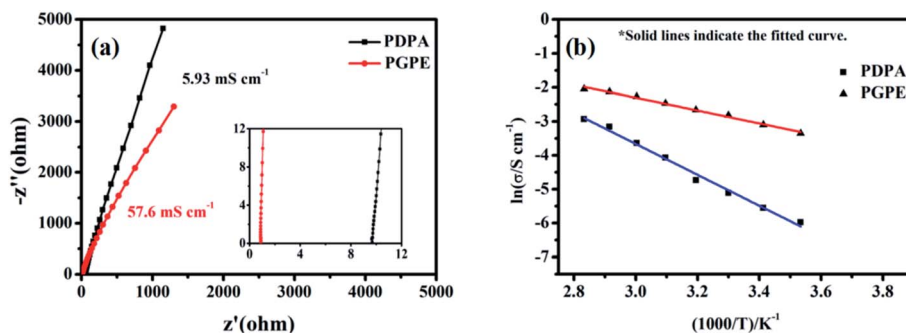 (a)
PDPA
PGPE
5.93 mS cm⁻¹
57.6 mS cm⁻¹
-z''(ohm)
5000
4000
3000
2000
1000
0
0 1000 2000 3000 4000 5000
z'(ohm)
12
8
4
0
0 4 8 12
(b)
*Solid lines indicate the fitted curve.
PDPA
PGPE
ln(σ/S cm⁻¹)
0
-1
-2
-3
-4
-5
-6
-7
2.8 3.0 3.2 3.4 3.6 3.8
(1000/T)/K⁻¹